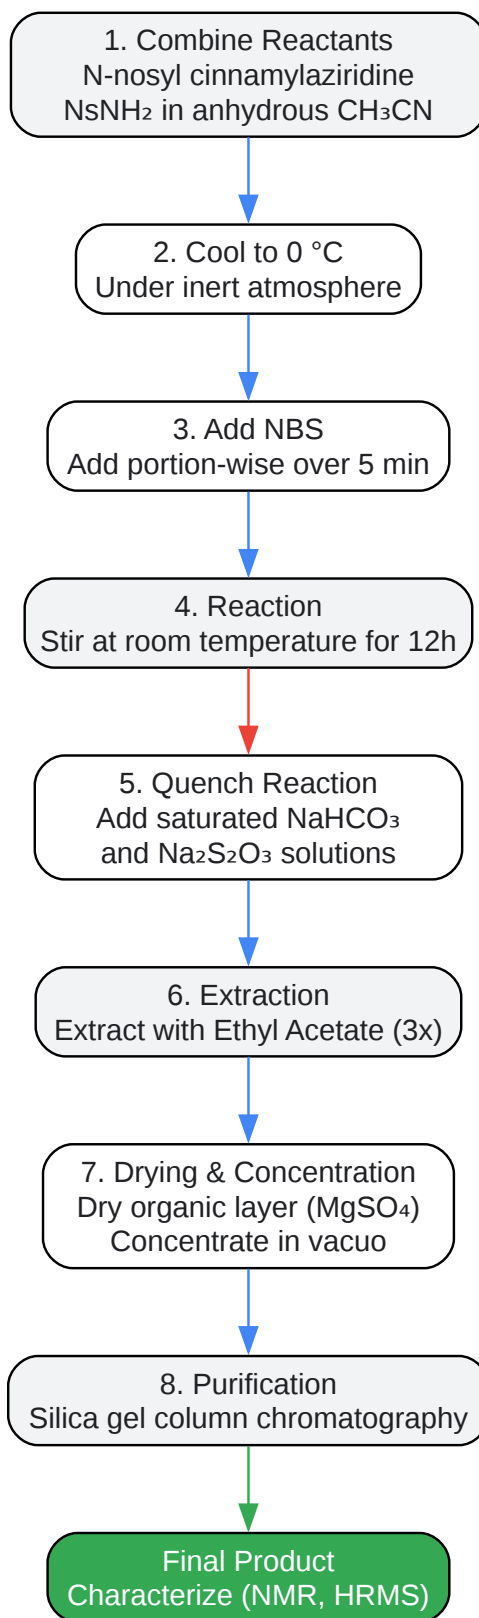 1. Combine Reactants
N-nosyl cinnamylaziridine
NsNH₂ in anhydrous CH₃CN
2. Cool to 0 °C
Under inert atmosphere
3. Add NBS
Add portion-wise over 5 min
4. Reaction
Stir at room temperature for 12h
5. Quench Reaction
Add saturated NaHCO₃
and Na₂S₂O₃ solutions
6. Extraction
Extract with Ethyl Acetate (3x)
7. Drying & Concentration
Dry organic layer (MgSO₄)
Concentrate in vacuo
8. Purification
Silica gel column chromatography
Final Product
Characterize (NMR, HRMS)